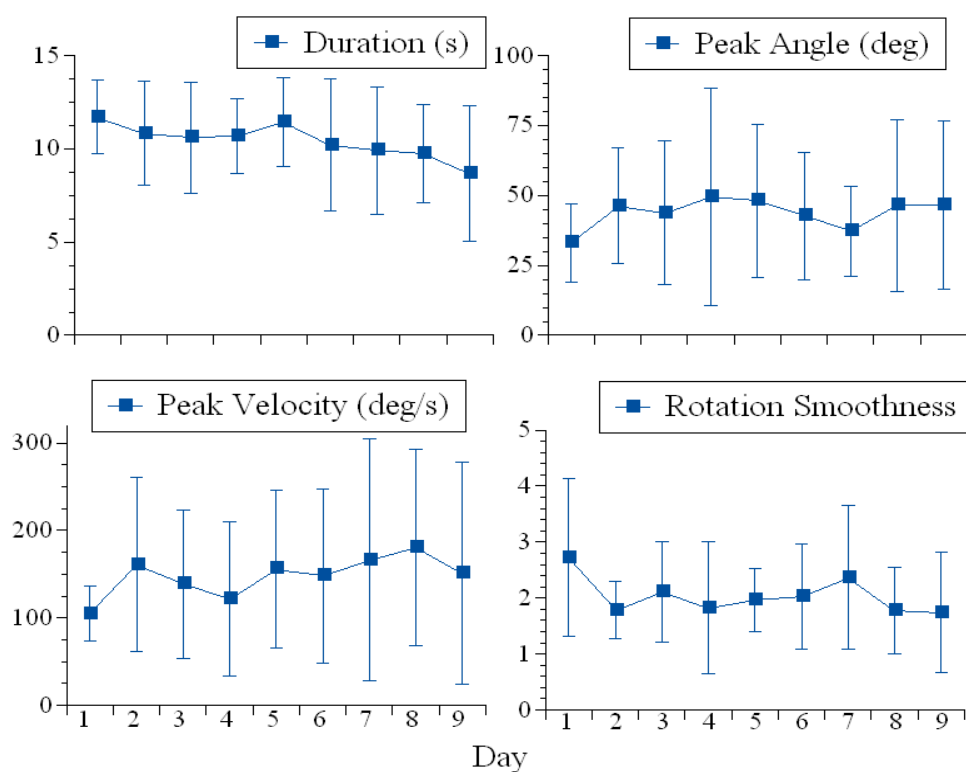 Duration (s)
15
10
5
0
Peak Angle (deg)
100
75
50
25
0
Peak Velocity (deg/s)
300
200
100
0
1 2 3 4 5 6 7 8 9
Rotation Smoothness
5
4
3
2
1
0
1 2 3 4 5 6 7 8 9
Day